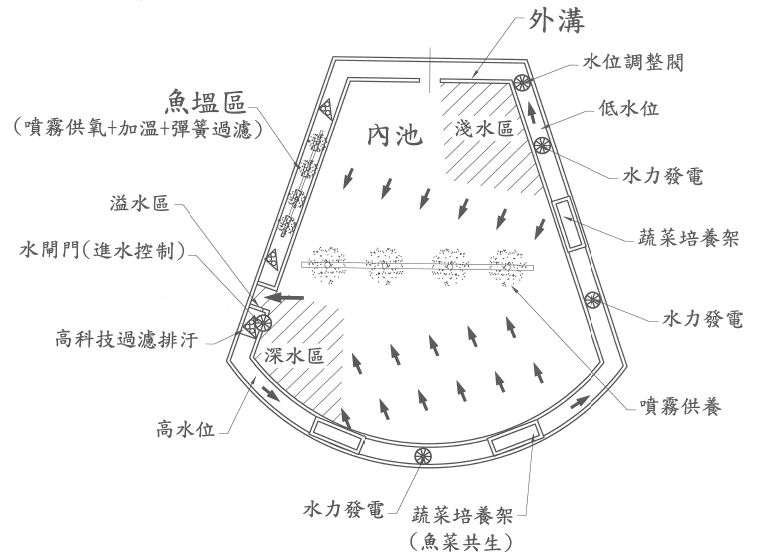 外溝
水位調整閥
魚塭區
(噴霧供氧+加溫+彈簧過濾)
低水位
內池
淺水區
水力發電
溢水區
蔬菜培養架
水閘門(進水控制)
水力發電
高科技過濾排汙
深水區
噴霧供養
高水位
水力發電
蔬菜培養架
(魚菜共生)